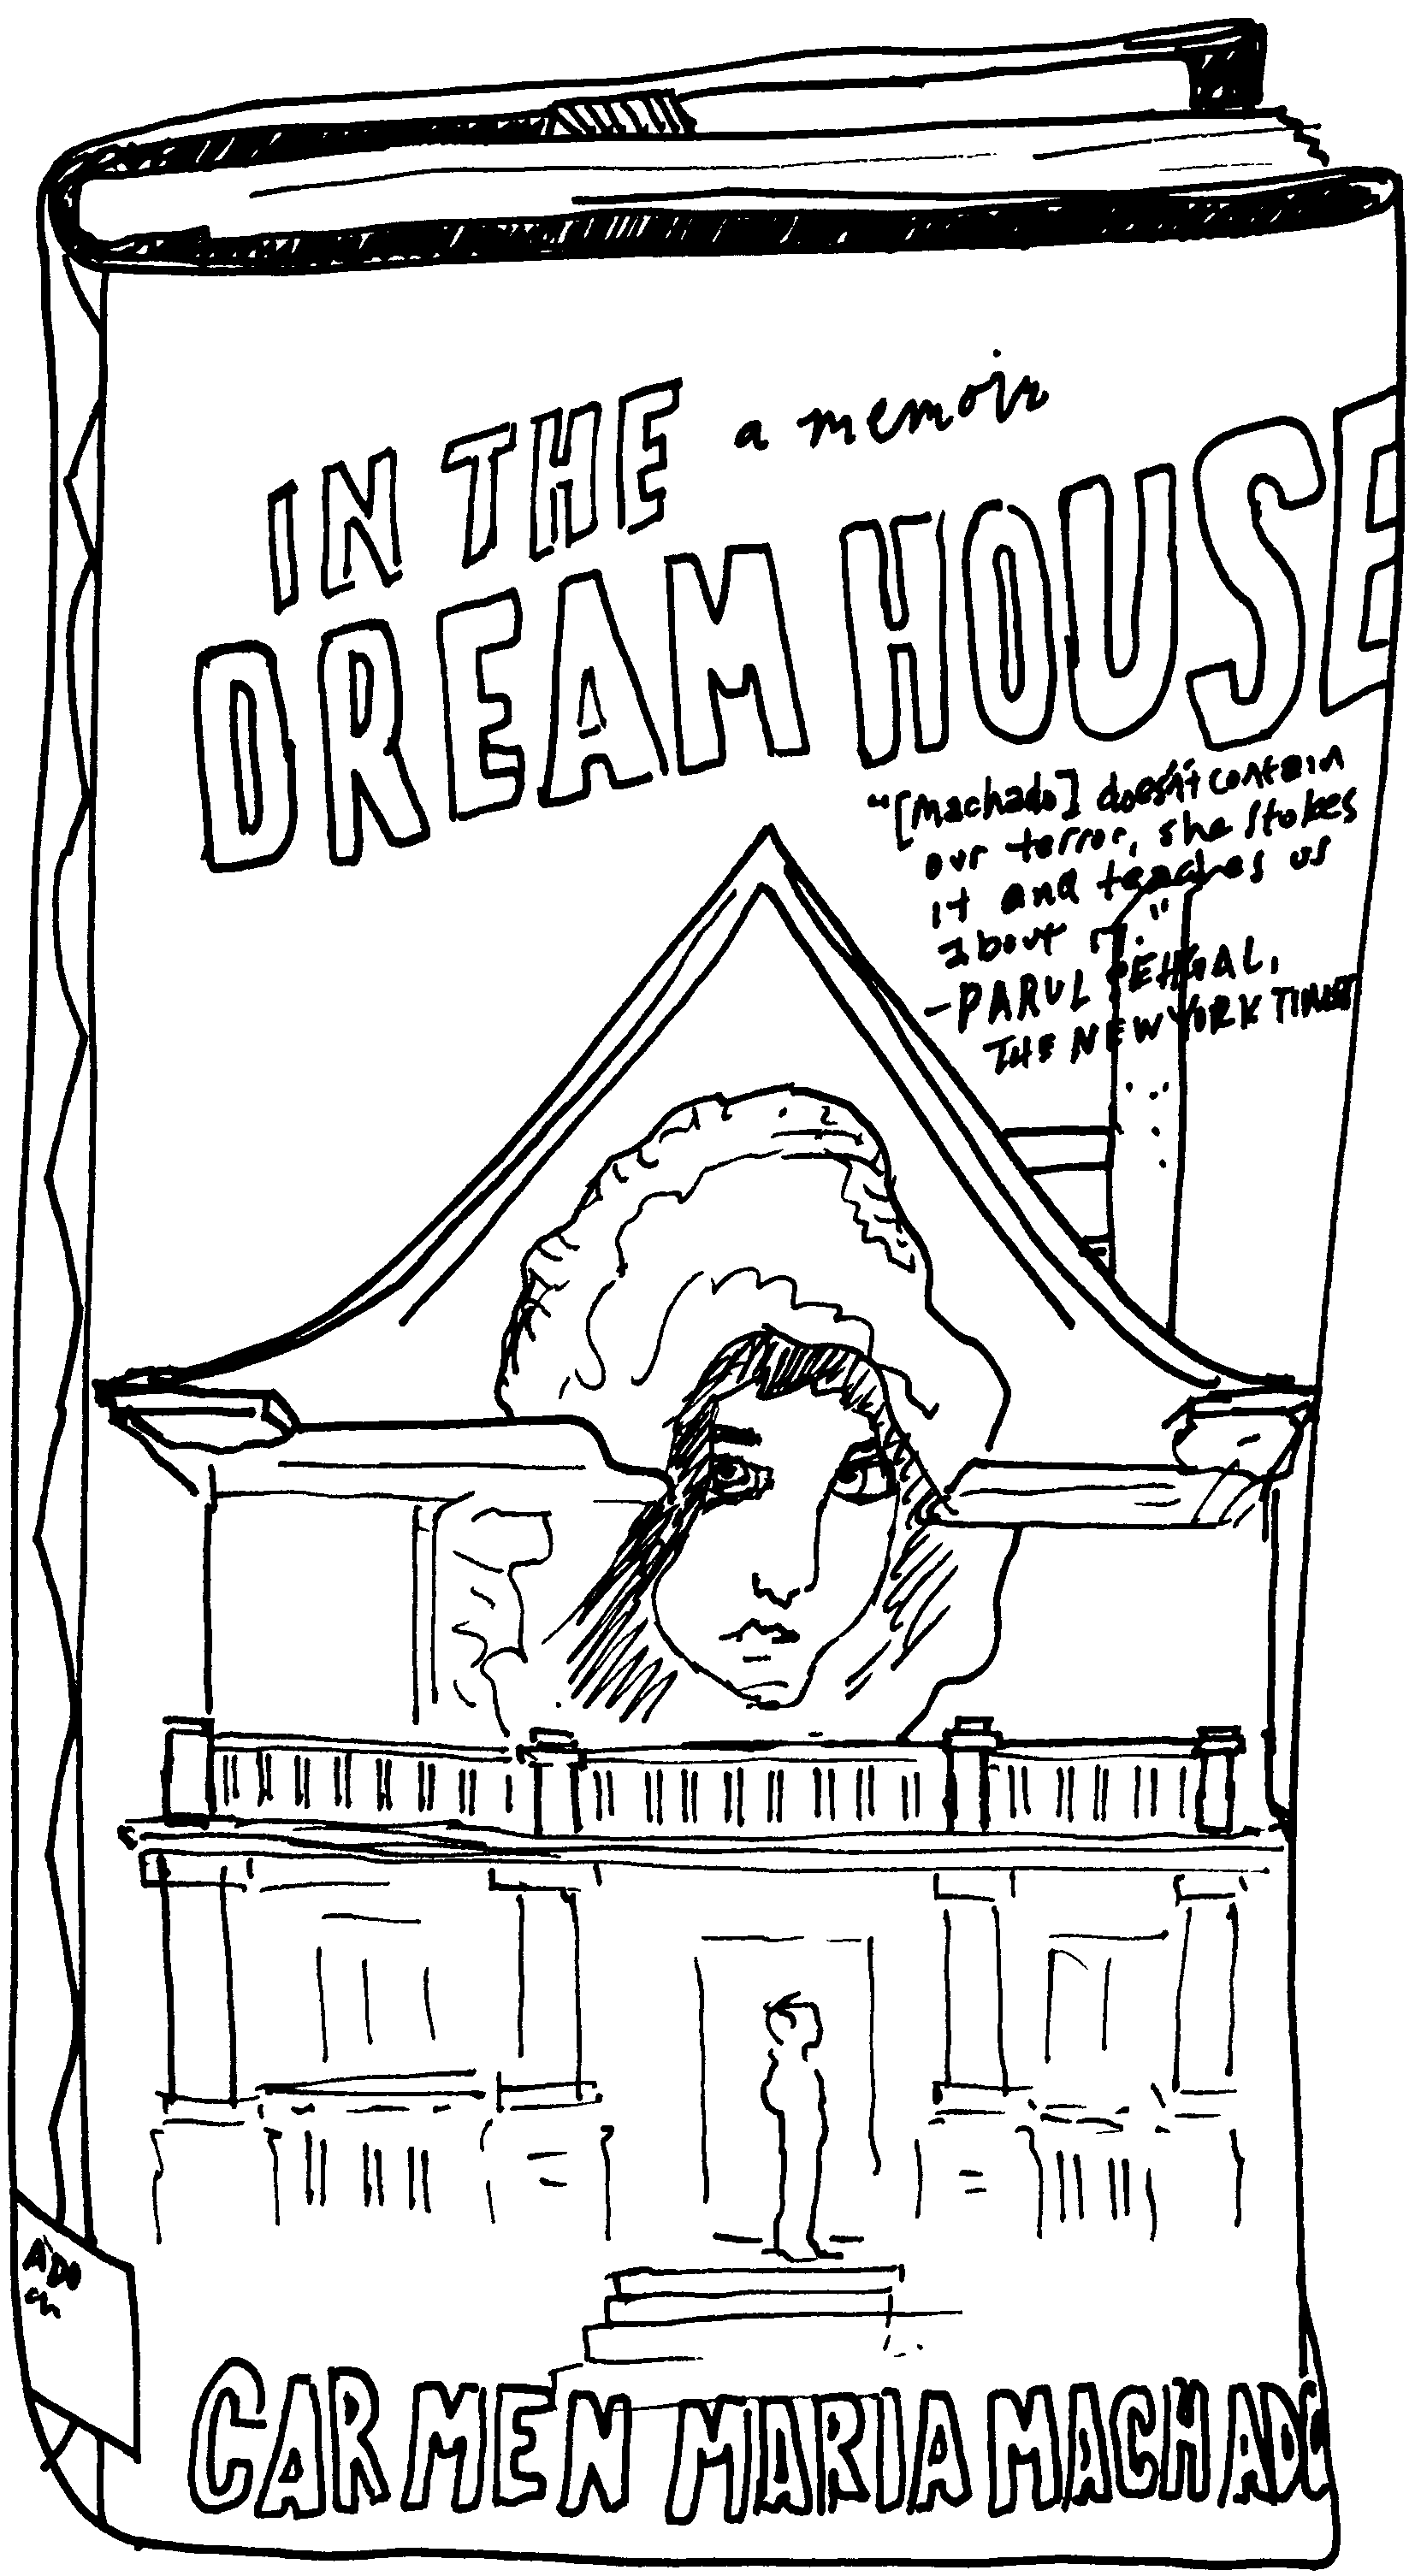 IN THE
a memoir
DREAM HOUSE
"[Machado] doesn't contain
our terror, she stokes
it and teaches us
about it."
-PARUL SEHGAL,
THE NEW YORK TIMES
ADO
CARMEN MARIA MACHADO